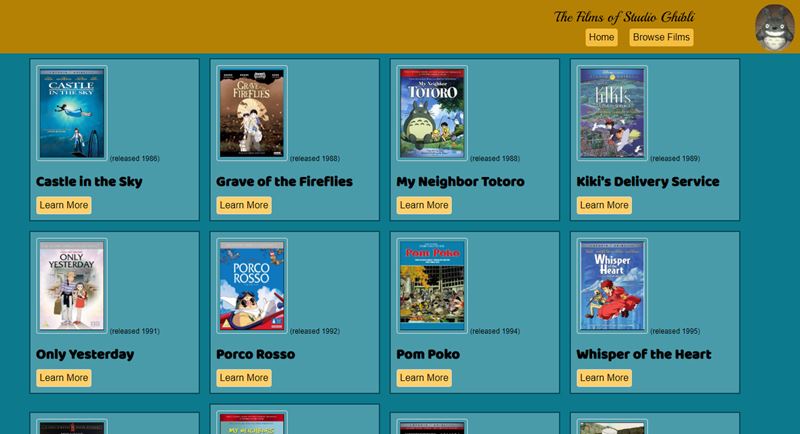 The Films of Studio Ghibli
Home
Browse Films
CASTLE
IN THE SKY
(released 1986)
Castle in the Sky
Learn More
GRAVE
OF THE
FIREFLIES
(released 1988)
Grave of the Fireflies
Learn More
My Neighbor
TOTORO
(released 1988)
My Neighbor Totoro
Learn More
kiki's
(released 1989)
Kiki's Delivery Service
Learn More
ONLY
YESTERDAY
(released 1991)
Only Yesterday
Learn More
PORCO
ROSSO
(released 1992)
Porco Rosso
Learn More
Pom Poko
(released 1994)
Pom Poko
Learn More
Whisper
of the
Heart
(released 1995)
Whisper of the Heart
Learn More
MY NEIGHBORS